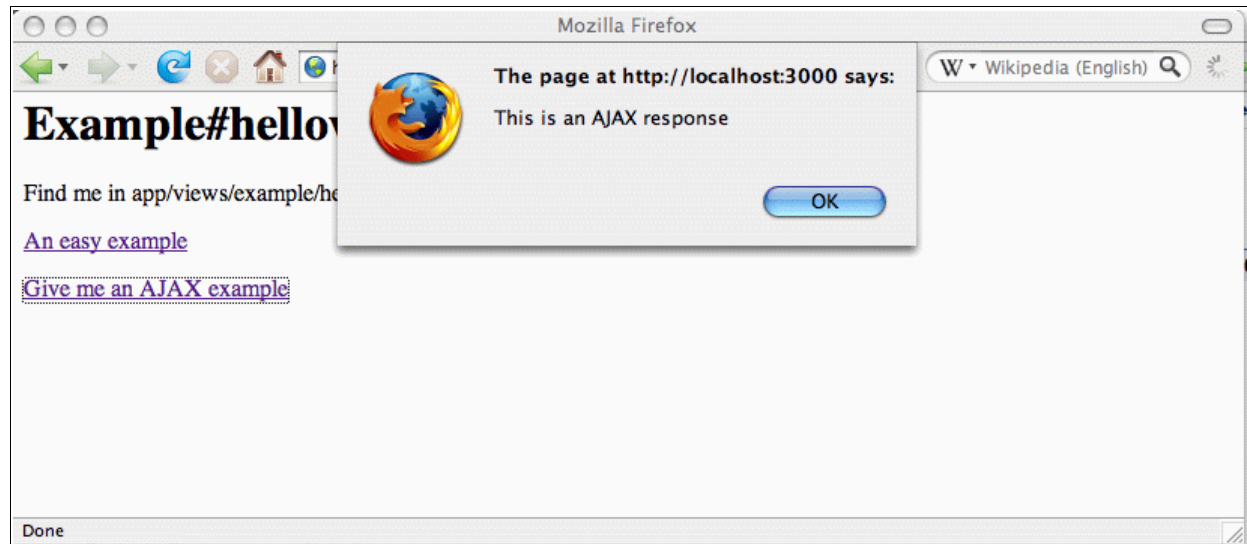 Mozilla Firefox
W Wikipedia (English)
The page at http://localhost:3000 says:
This is an AJAX response
OK
Example#hello
Find me in app/views/example/he
An easy example
Give me an AJAX example
Done